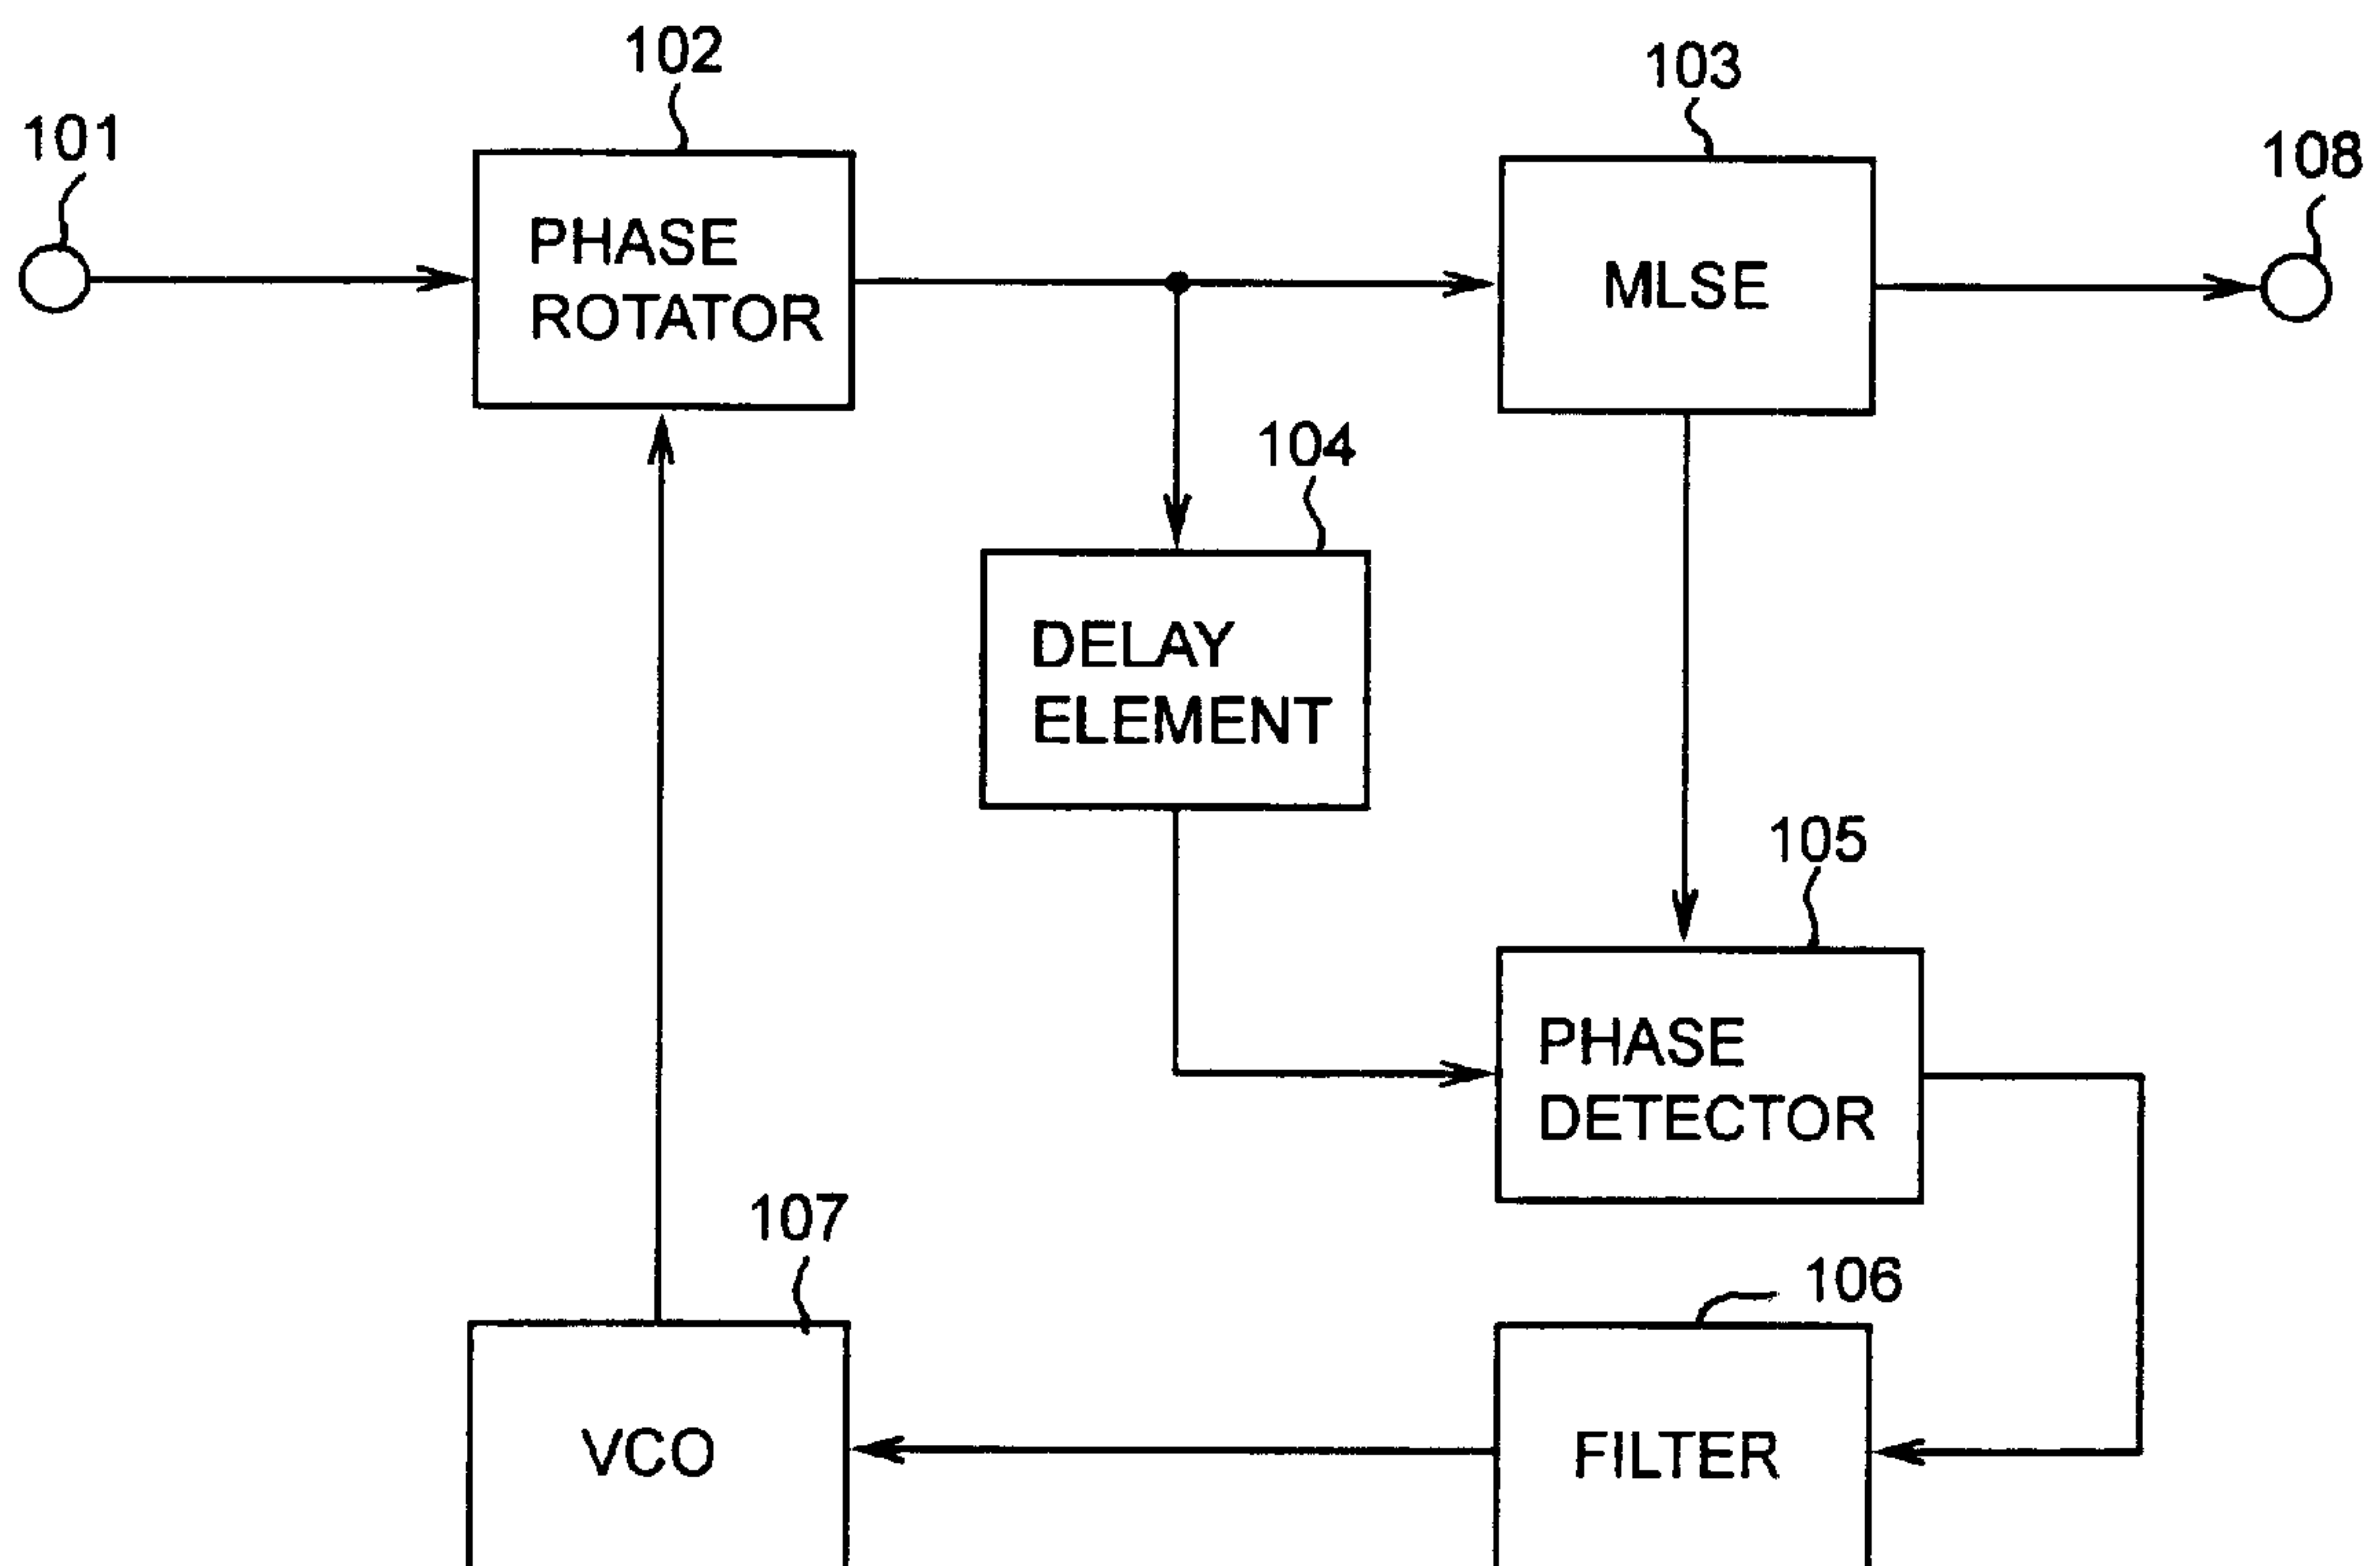 102
103
101
108
PHASE
ROTATOR
MLSE
104
DELAY
ELEMENT
105
PHASE
DETECTOR
107
106
VCO
FILTER